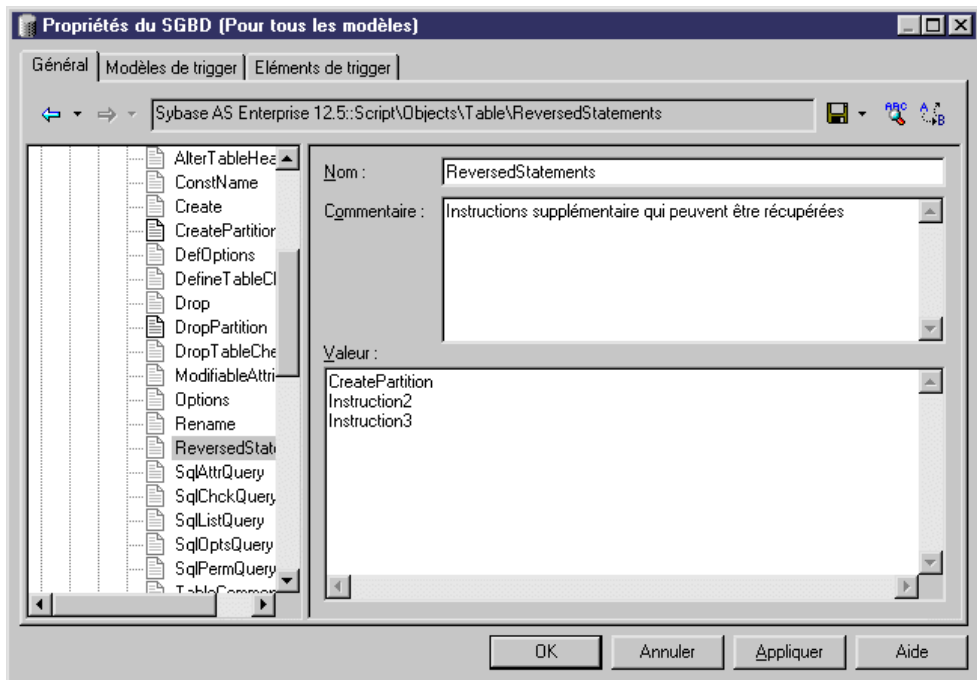 Propriétés du SGBD (Pour tous les modèles)
Général Modèles de trigger Eléments de trigger
Sybase AS Enterprise 12.5::Script\Objects\Table\ReversedStatements
AlterTableHea
ConstName
Create
CreatePartition
DefOptions
DefineTableCl
Drop
DropPartition
DropTableChe
ModifiableAttri
Options
Rename
ReversedState
SqlAttrQuery
SqlChckQuery
SqlListQuery
SqlOptsQuery
SqlPermQuery
TableCommen
Nom : ReversedStatements
Commentaire : Instructions supplémentaire qui peuvent être récupérées
Valeur :
CreatePartition
Instruction2
Instruction3
OK Annuler Appliquer Aide